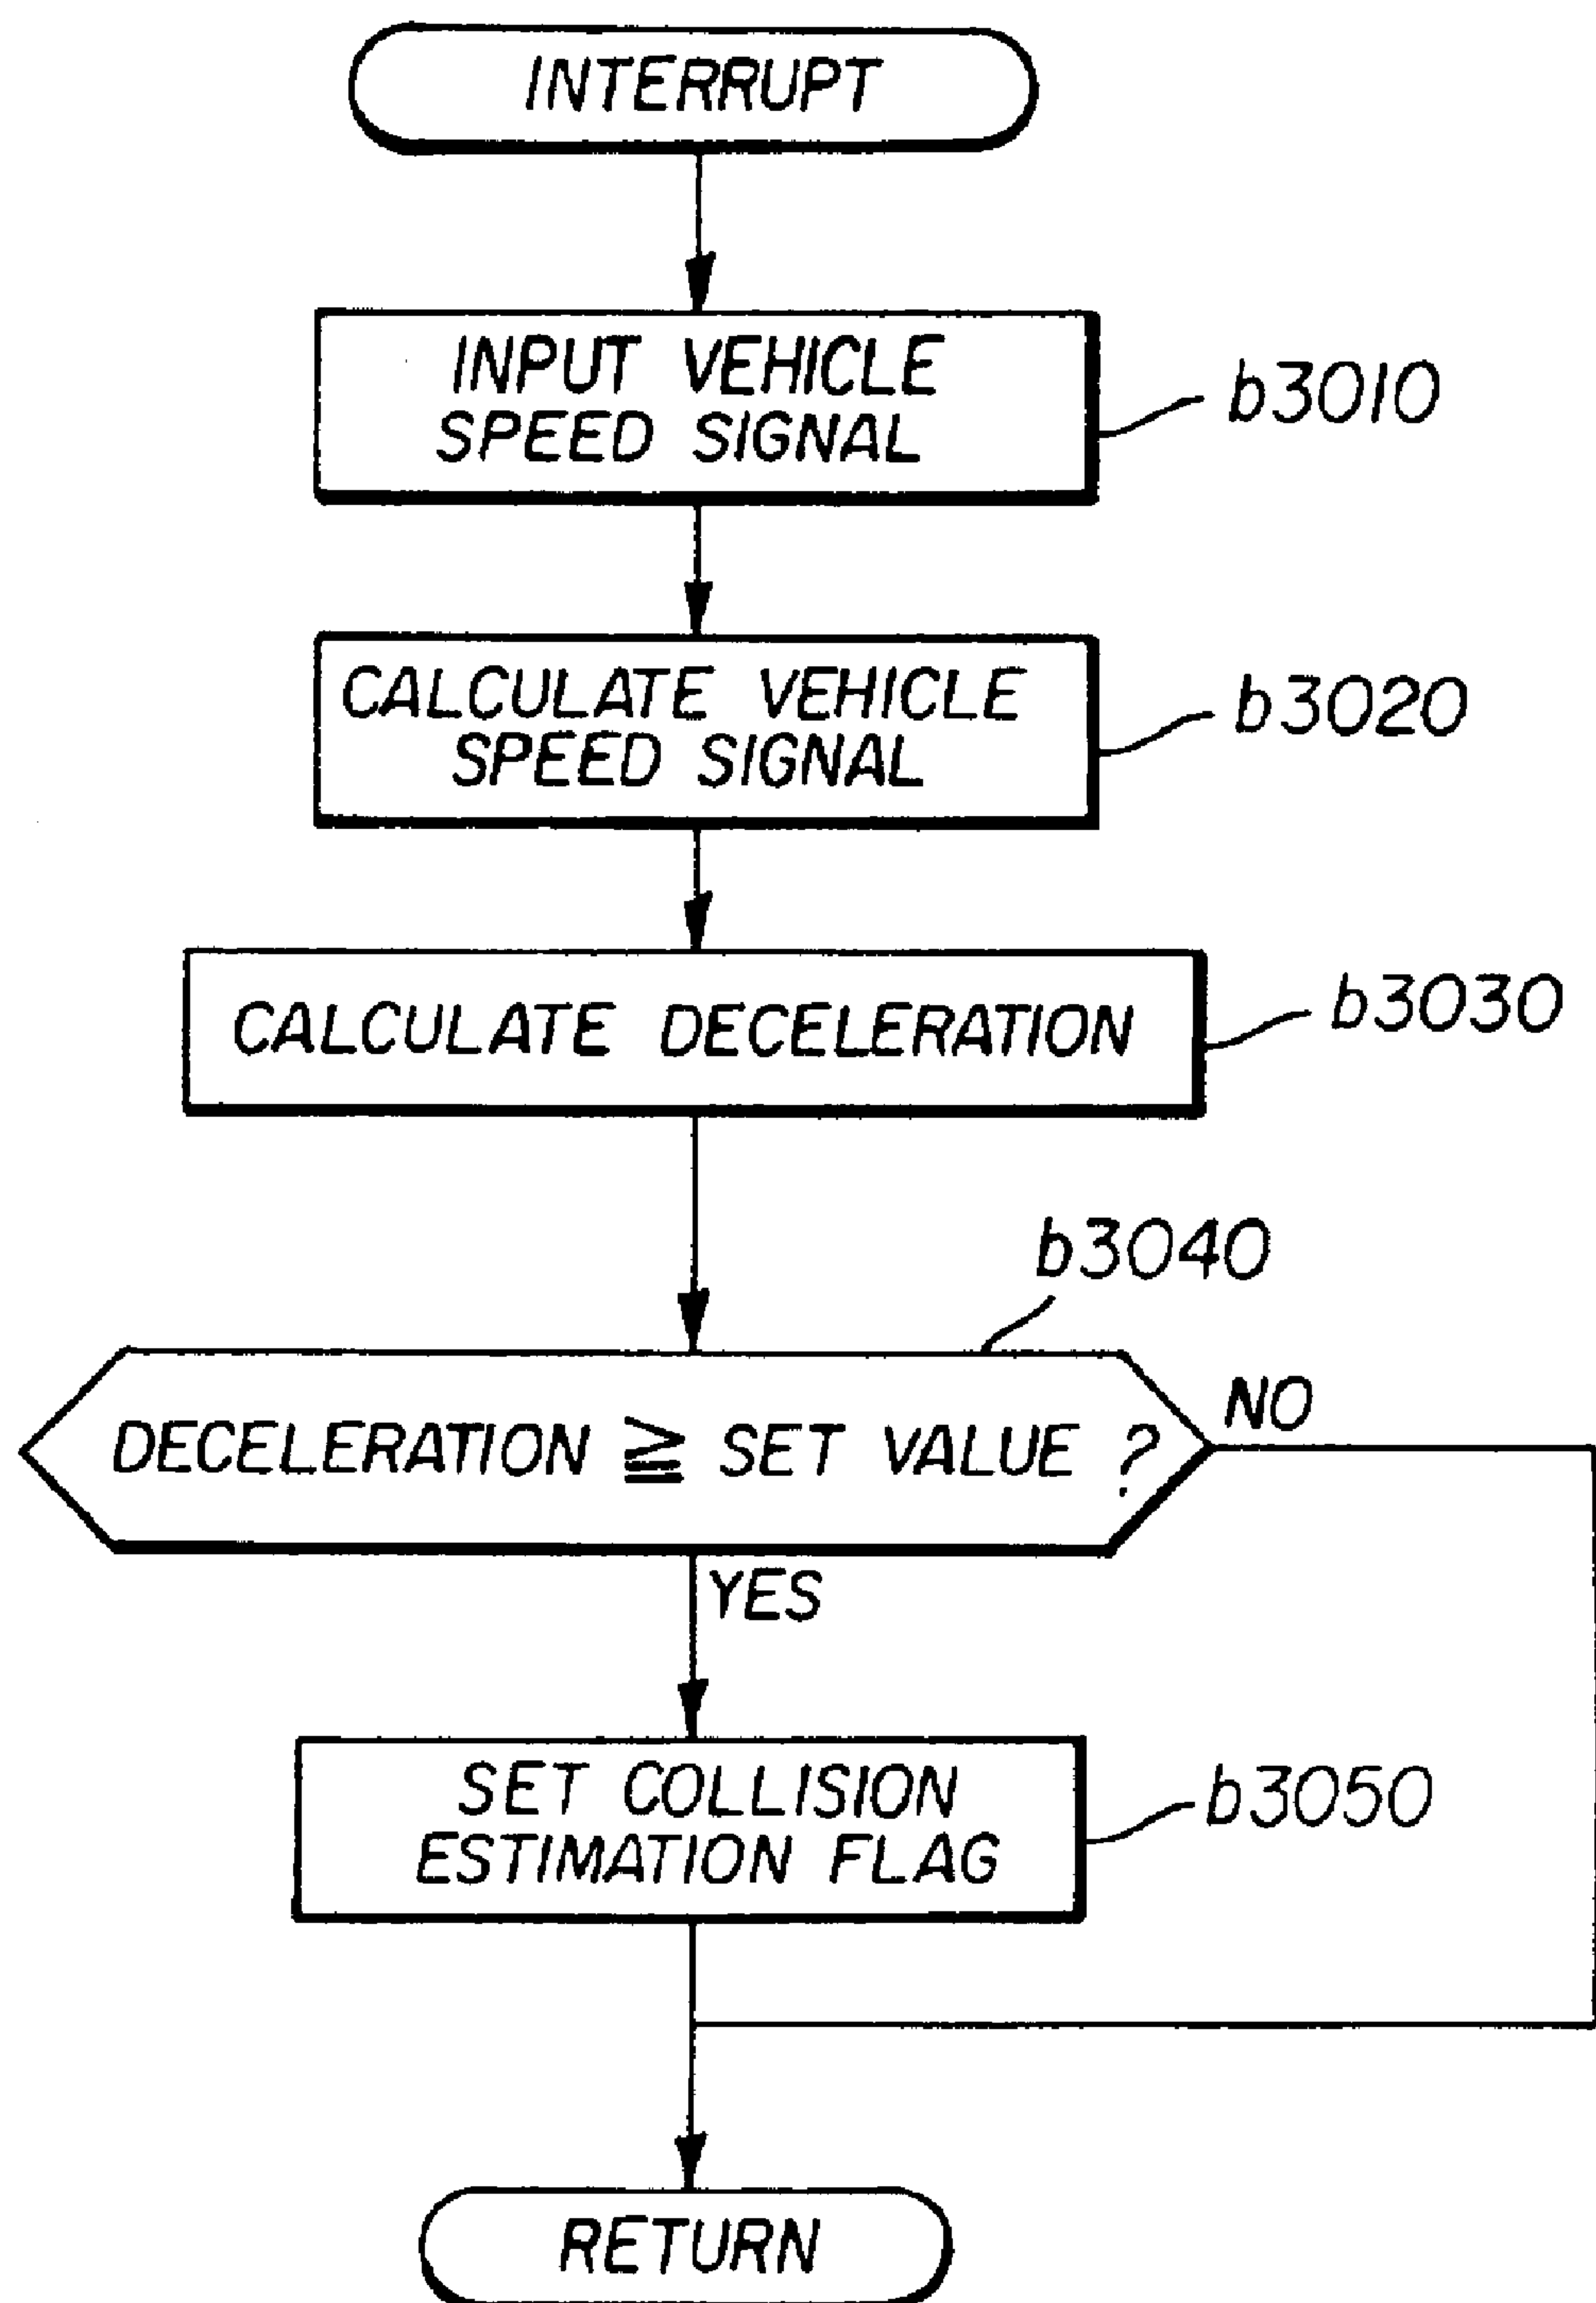 INTERRUPT
INPUT VEHICLE
SPEED SIGNAL
b3010
CALCULATE VEHICLE
SPEED SIGNAL
b3020
CALCULATE DECELERATION
b3030
b3040
DECELERATION ≧ SET VALUE ?
NO
YES
SET COLLISION
ESTIMATION FLAG
b3050
RETURN